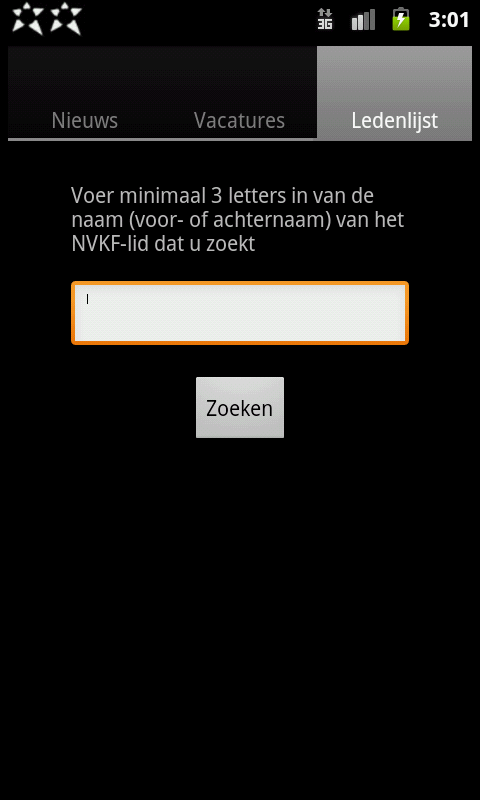 3G 3:01
Nieuws Vacatures Ledenlijst
Voer minimaal 3 letters in van de
naam (voor- of achternaam) van het
NVKF-lid dat u zoekt
Zoeken